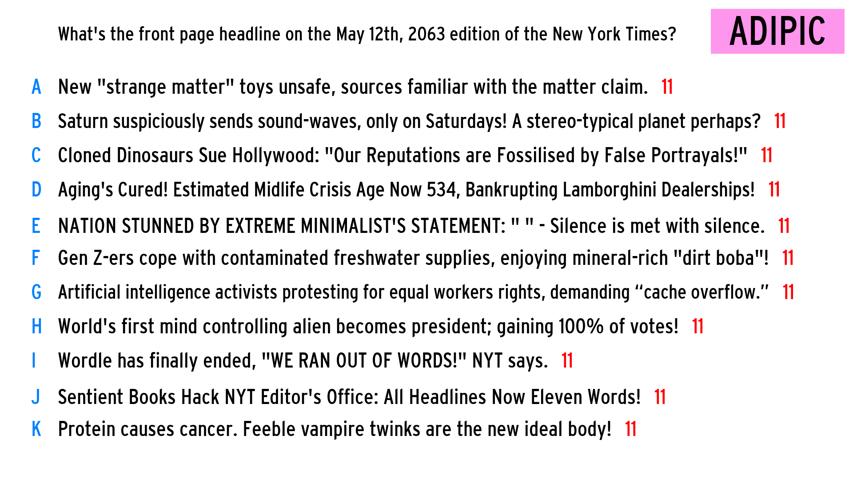 What's the front page headline on the May 12th, 2063 edition of the New York Times? ADIPIC
A New "strange matter" toys unsafe, sources familiar with the matter claim. 11
B Saturn suspiciously sends sound-waves, only on Saturdays! A stereo-typical planet perhaps? 11
C Cloned Dinosaurs Sue Hollywood: "Our Reputations are Fossilised by False Portrayals!" 11
D Aging's Cured! Estimated Midlife Crisis Age Now 534, Bankrupting Lamborghini Dealerships! 11
E NATION STUNNED BY EXTREME MINIMALIST'S STATEMENT: " " - Silence is met with silence. 11
F Gen Z-ers cope with contaminated freshwater supplies, enjoying mineral-rich "dirt boba"! 11
G Artificial intelligence activists protesting for equal workers rights, demanding “cache overflow.” 11
H World's first mind controlling alien becomes president; gaining 100% of votes! 11
I Wordle has finally ended, "WE RAN OUT OF WORDS!" NYT says. 11
J Sentient Books Hack NYT Editor's Office: All Headlines Now Eleven Words! 11
K Protein causes cancer. Feeble vampire twinks are the new ideal body! 11